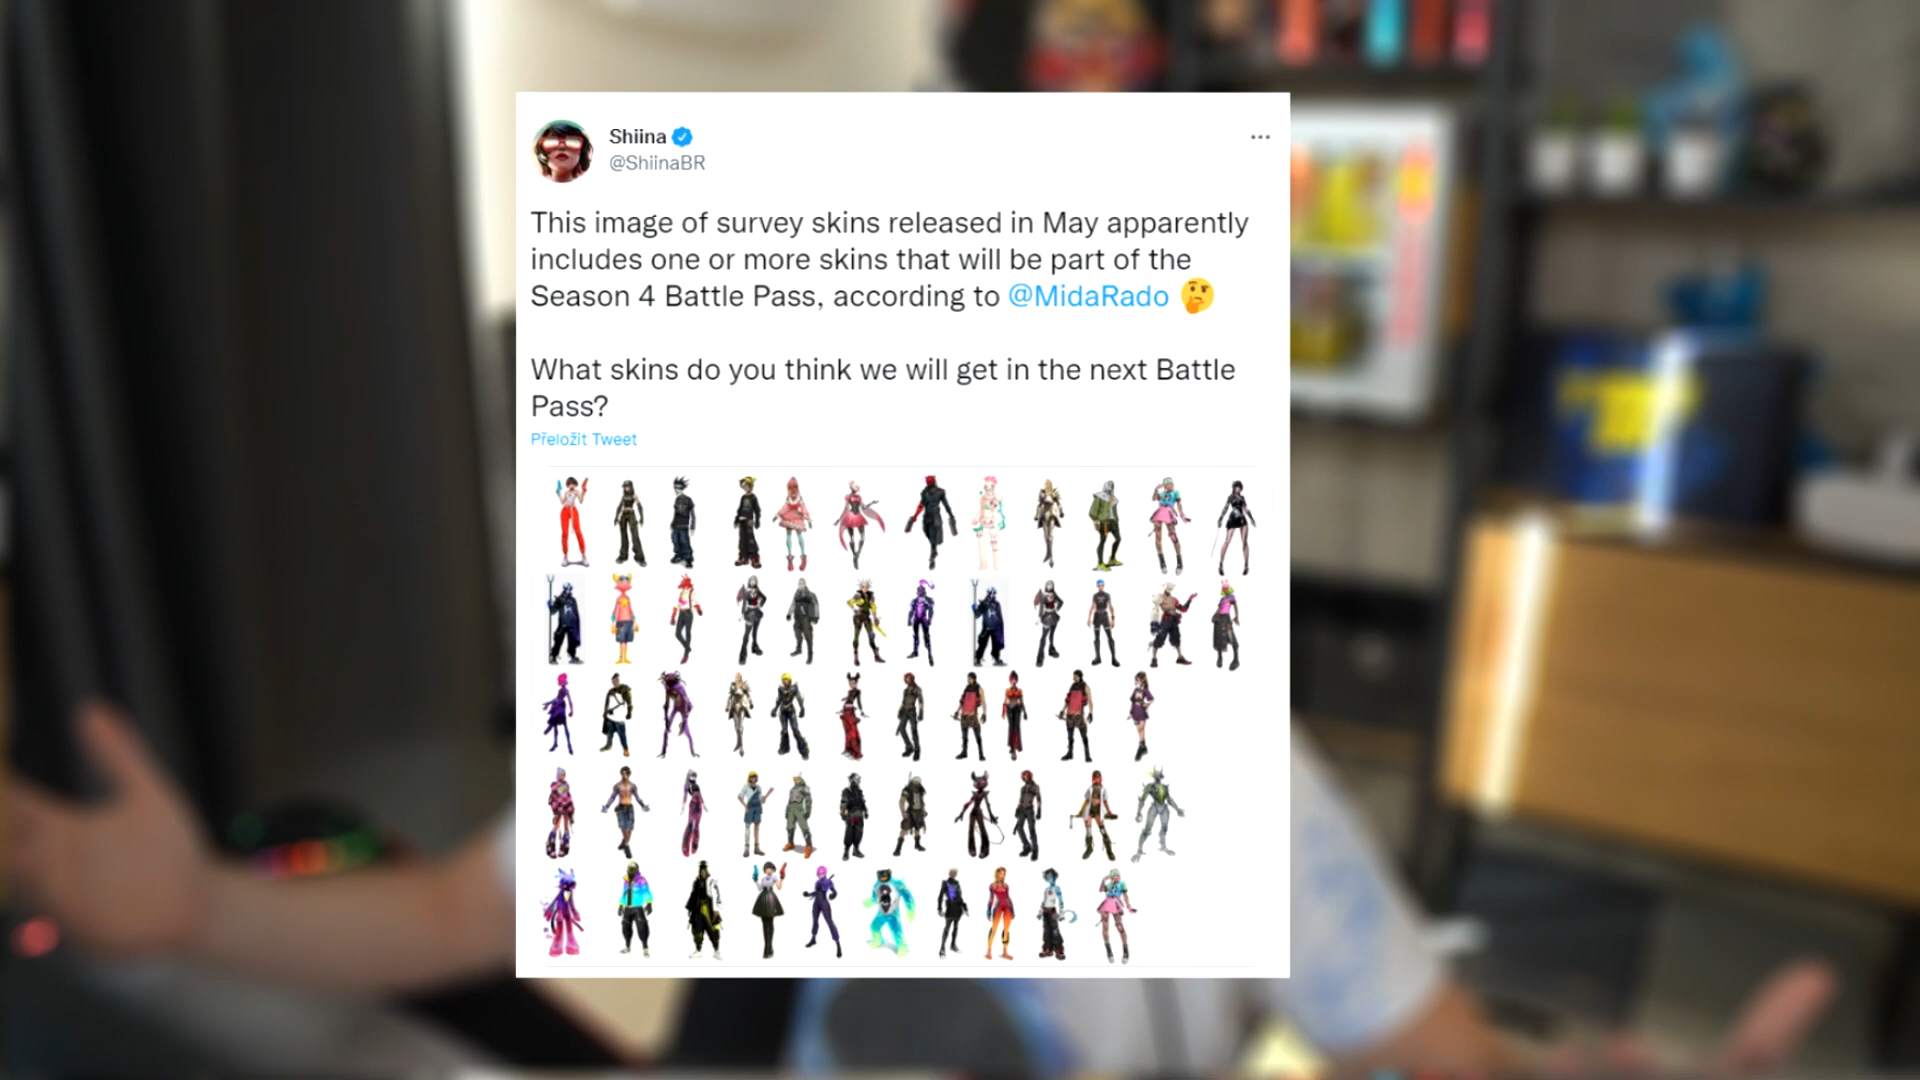 Shiina
@ShiinaBR
This image of survey skins released in May apparently
includes one or more skins that will be part of the
Season 4 Battle Pass, according to @MidaRado 🤔
What skins do you think we will get in the next Battle
Pass?
Přeložit Tweet